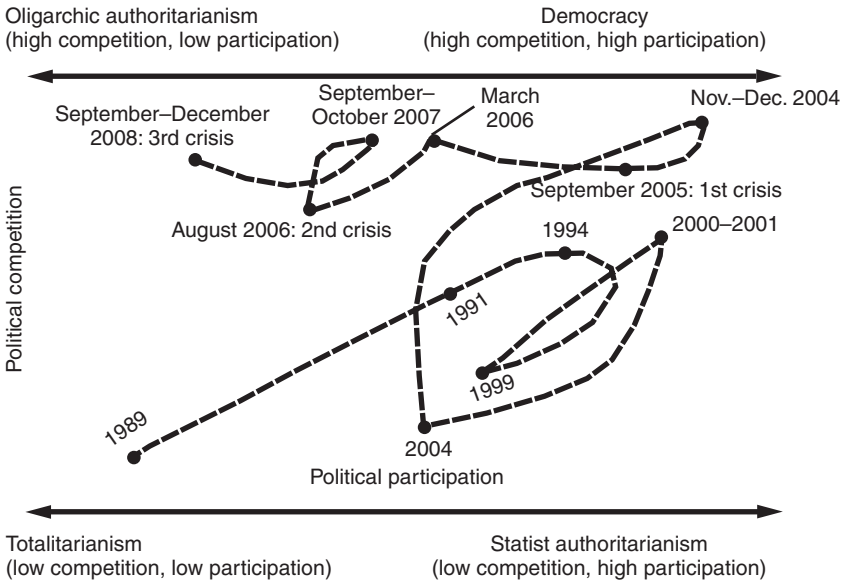 Oligarchic authoritarianism
(high competition, low participation)
Democracy
(high competition, high participation)
September–December
2008: 3rd crisis
September–
October 2007
March
2006
Nov.–Dec. 2004
September 2005: 1st crisis
August 2006: 2nd crisis
1994
2000–2001
1991
1999
1989
2004
Political competition
Political participation
Totalitarianism
(low competition, low participation)
Statist authoritarianism
(low competition, high participation)